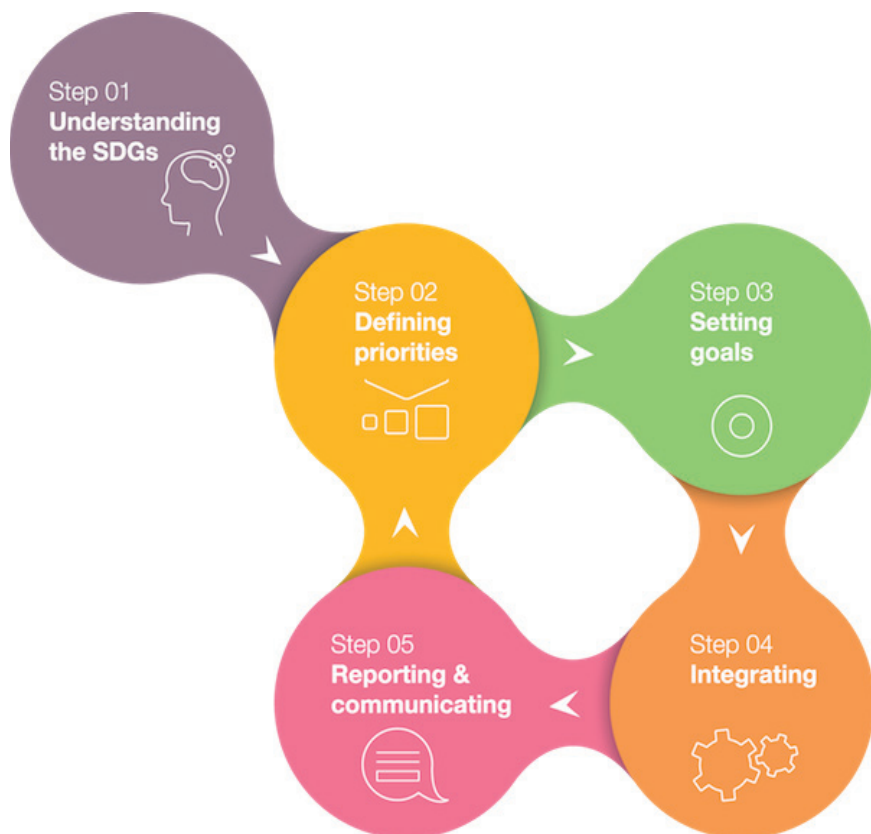 Step 01
Understanding
the SDGs
Step 02
Defining
priorities
Step 03
Setting
goals
Step 04
Integrating
Step 05
Reporting &
communicating